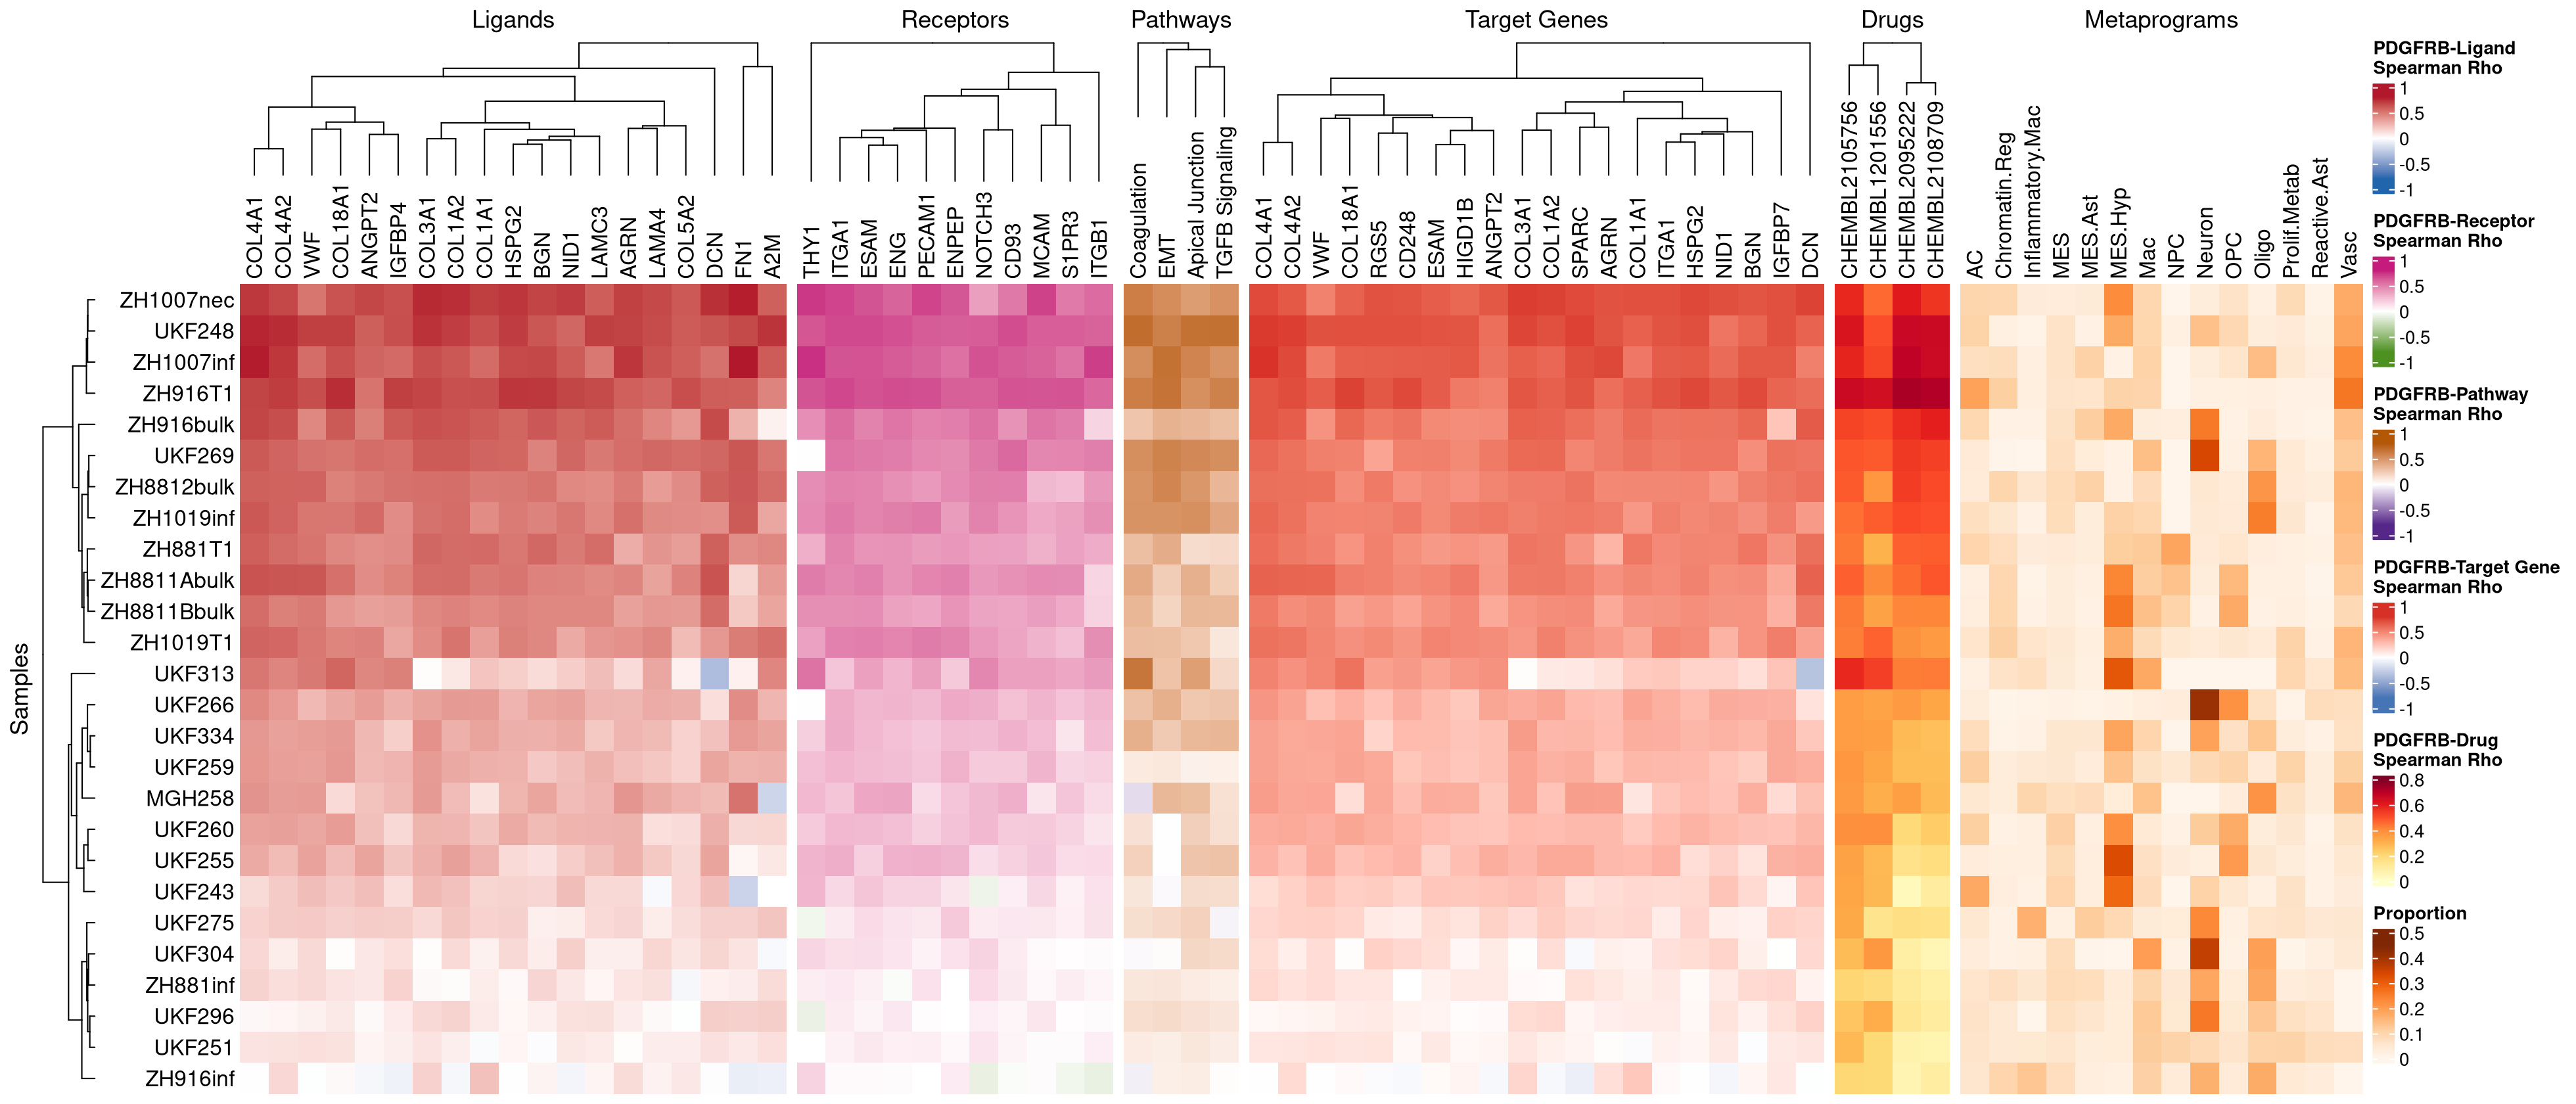 Ligands
Receptors
Pathways
Target Genes
Drugs
Metaprograms
COL4A1
COL4A2
VWF
COL18A1
ANGPT2
IGFBP4
COL3A1
COL1A2
COL1A1
HSPG2
BGN
NID1
LAMC3
AGRN
LAMA4
COL5A2
DCN
FN1
A2M
THY1
ITGA1
ESAM
ENG
PECAM1
ENPEP
NOTCH3
CD93
MCAM
S1PR3
ITGB1
Coagulation
EMT
Apical Junction
TGFB Signaling
COL4A1
COL4A2
VWF
COL18A1
RGS5
CD248
ESAM
HIGD1B
ANGPT2
COL3A1
COL1A2
SPARC
AGRN
COL1A1
ITGA1
HSPG2
NID1
BGN
IGFBP7
DCN
CHEMBL2105756
CHEMBL1201556
CHEMBL2095222
CHEMBL2108709
AC
Chromatin.Reg
Inflammatory.Mac
MES
MES.Ast
MES.Hyp
Mac
NPC
Neuron
OPC
Oligo
Prolif.Metab
Reactive.Ast
Vasc
Samples
ZH1007nec
UKF248
ZH1007inf
ZH916T1
ZH916bulk
UKF269
ZH8812bulk
ZH1019inf
ZH881T1
ZH8811Abulk
ZH8811Bbulk
ZH1019T1
UKF313
UKF266
UKF334
UKF259
MGH258
UKF260
UKF255
UKF243
UKF275
UKF304
ZH881inf
UKF296
UKF251
ZH916inf
PDGFRB-Ligand
Spearman Rho
1
0.5
0
-0.5
-1
PDGFRB-Receptor
Spearman Rho
1
0.5
0
-0.5
-1
PDGFRB-Pathway
Spearman Rho
1
0.5
0
-0.5
-1
PDGFRB-Target Gene
Spearman Rho
1
0.5
0
-0.5
-1
PDGFRB-Drug
Spearman Rho
0.8
0.6
0.4
0.2
0
Proportion
0.5
0.4
0.3
0.2
0.1
0